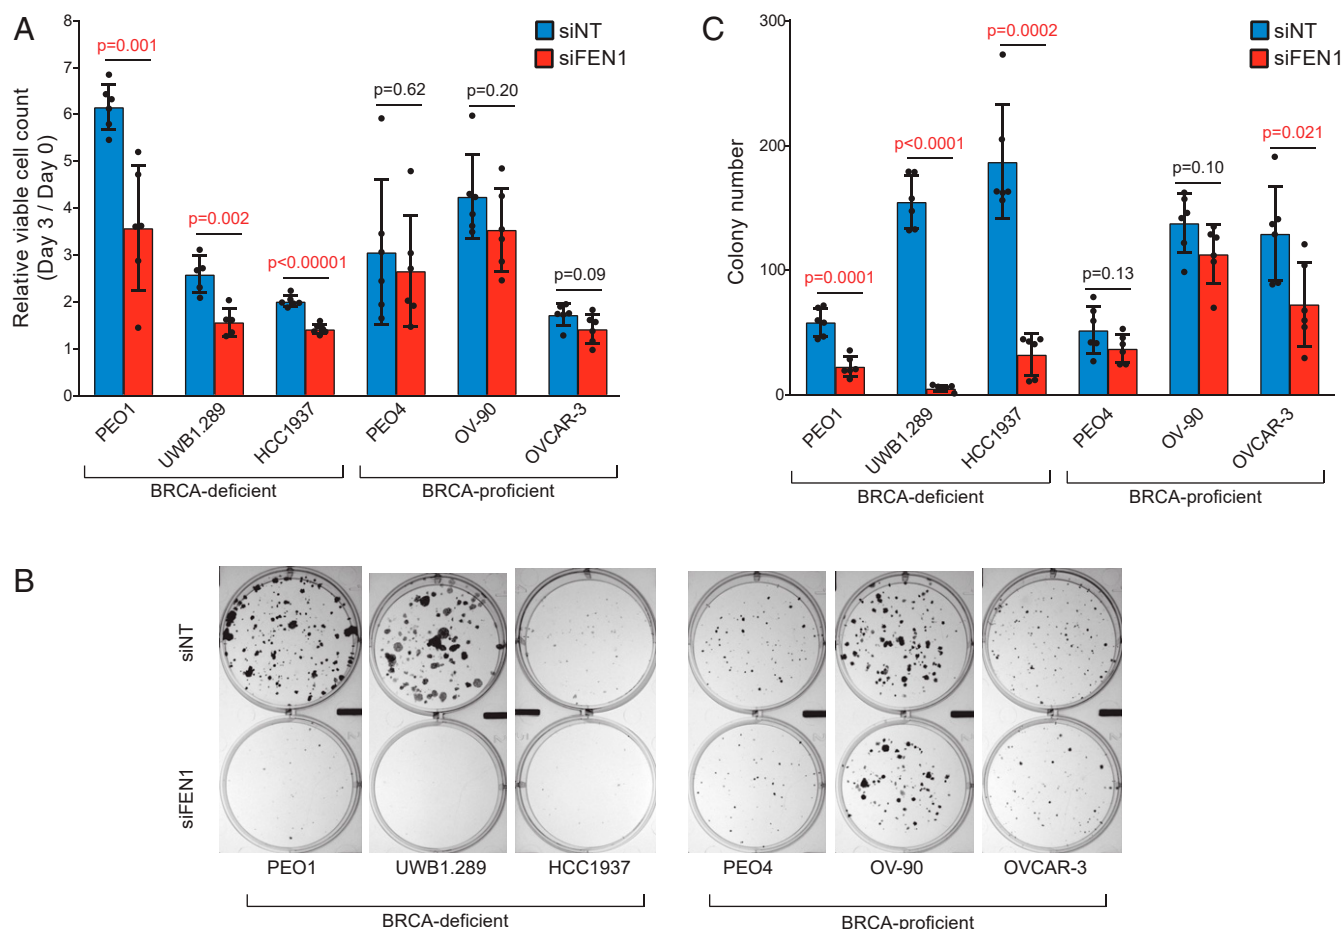 A
siNT
siFEN1
Relative viable cell count
(Day 3 / Day 0)
8
7
6
5
4
3
2
1
0
p=0.001
p=0.002
p<0.00001
p=0.62
p=0.20
p=0.09
PEO1
UWB1.289
HCC1937
PEO4
OV-90
OVCAR-3
BRCA-deficient
BRCA-proficient
C
siNT
siFEN1
Colony number
300
200
100
0
p=0.0001
p<0.0001
p=0.0002
p=0.13
p=0.10
p=0.021
PEO1
UWB1.289
HCC1937
PEO4
OV-90
OVCAR-3
BRCA-deficient
BRCA-proficient
B
siNT
siFEN1
PEO1
UWB1.289
HCC1937
PEO4
OV-90
OVCAR-3
BRCA-deficient
BRCA-proficient